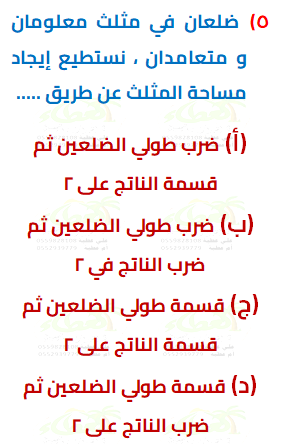 ٥) ضلعان في مثلث معلومان
و متعامدان ، نستطيع إيجاد
مساحة المثلث عن طريق .....
(أ) ضرب طولي الضلعين ثم
قسمة الناتج على ٢
(ب) ضرب طولي الضلعين ثم
ضرب الناتج في ٢
(ج) قسمة طولي الضلعين ثم
قسمة الناتج على ٢
(د) قسمة طولي الضلعين ثم
ضرب الناتج على ٢